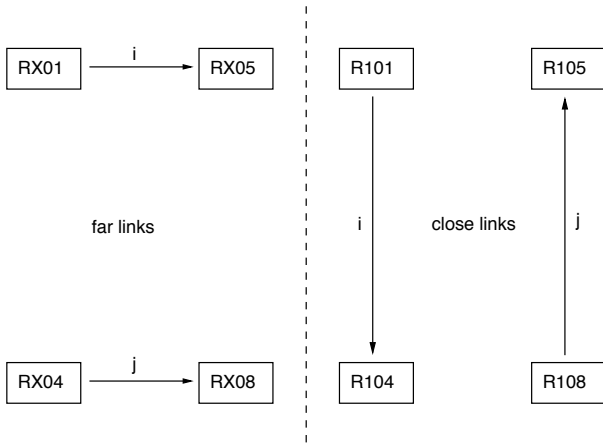 i
RX01
RX05
far links
j
RX04
RX08
R101
R105
i
close links
j
R104
R108